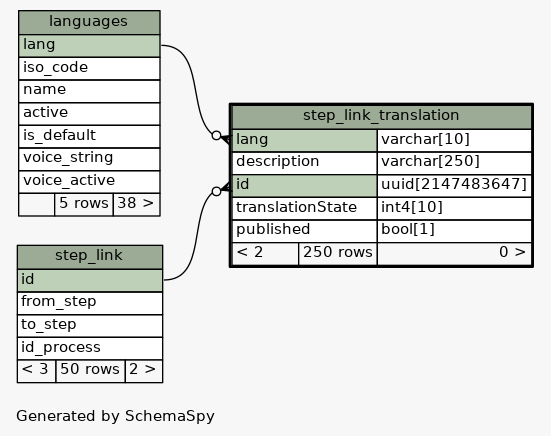 languages
lang
iso_code
name
active
is_default
voice_string
voice_active
5 rows 38 >
step_link_translation
lang varchar[10]
description varchar[250]
id uuid[2147483647]
translationState int4[10]
published bool[1]
< 2 250 rows 0 >
step_link
id
from_step
to_step
id_process
< 3 50 rows 2 >
Generated by SchemaSpy